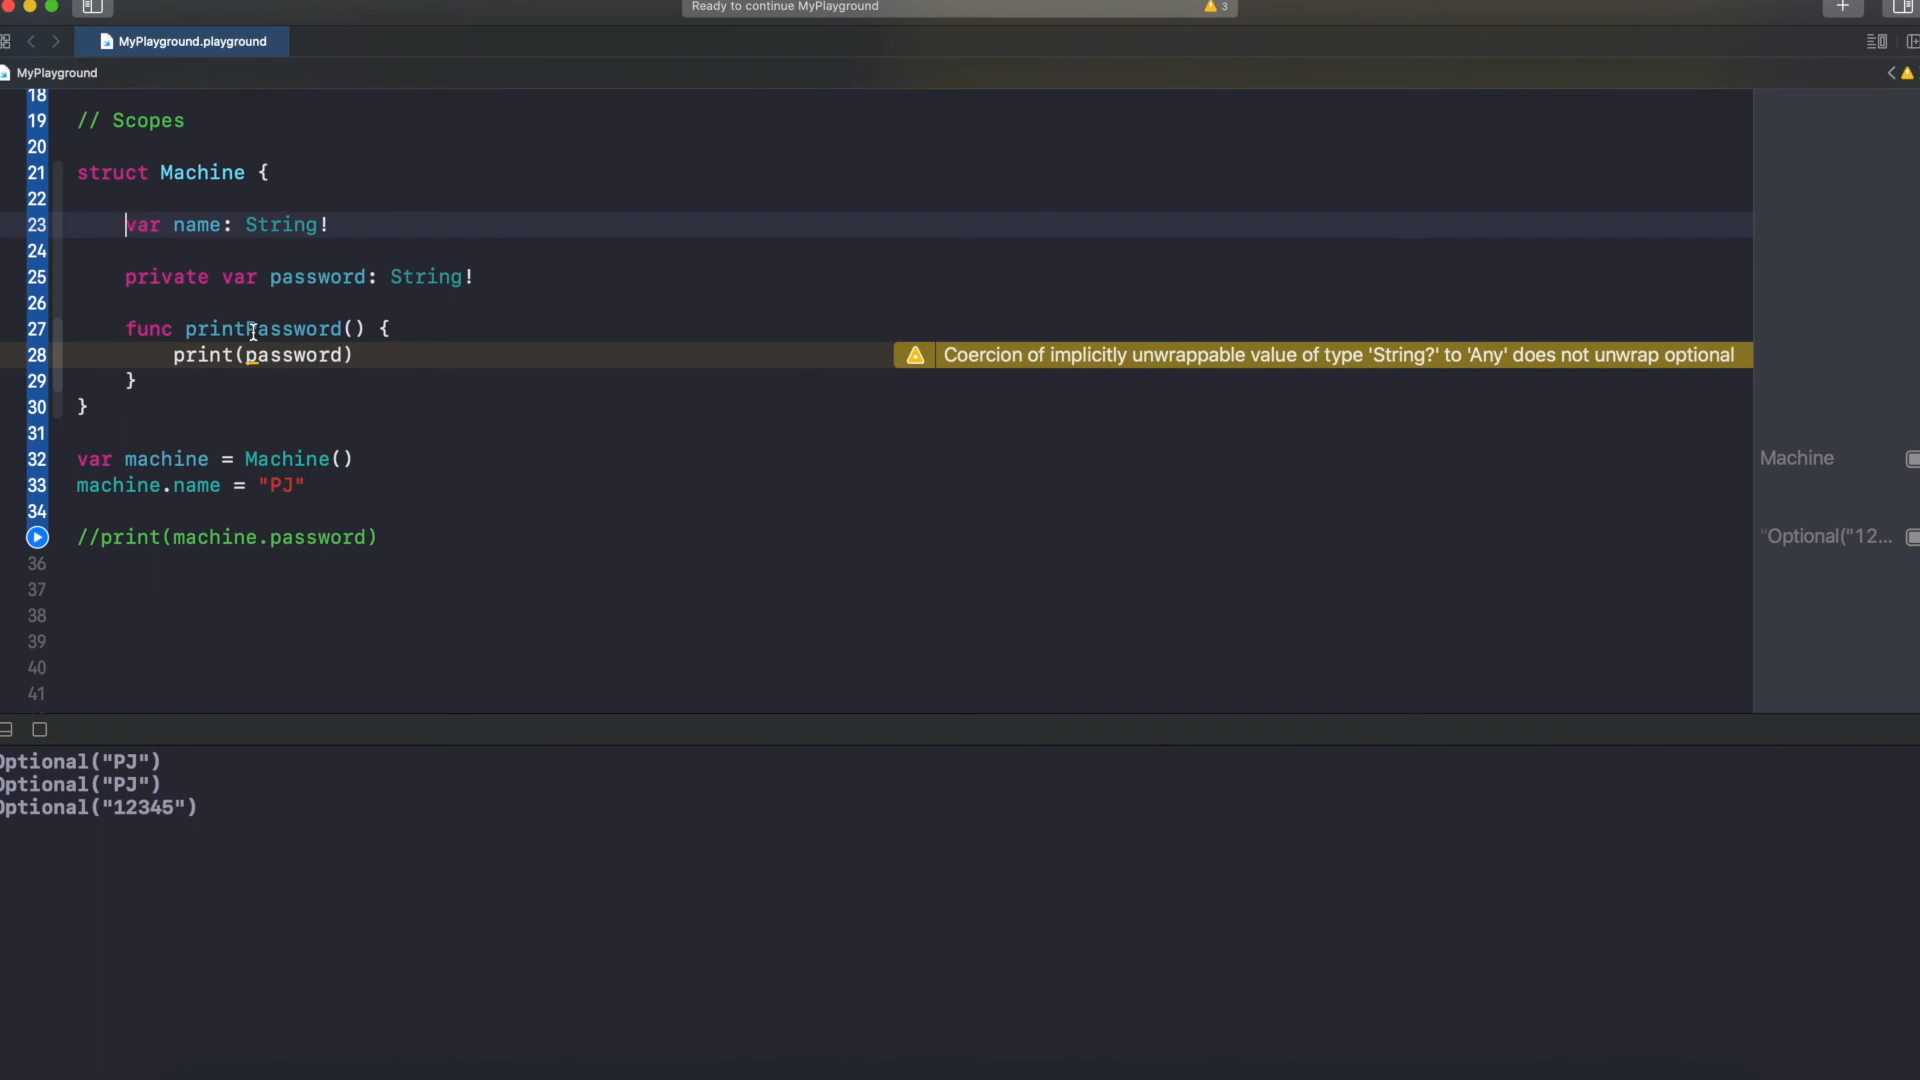 Ready to continue MyPlayground
3
MyPlayground.playground
MyPlayground
18
19 // Scopes
20
21 struct Machine {
22
23 var name: String!
24
25 private var password: String!
26
27 func printPassword() {
28 print(password) Coercion of implicitly unwrappable value of type 'String?' to 'Any' does not unwrap optional
29 }
30 }
31
32 var machine = Machine() Machine
33 machine.name = "PJ"
34
//print(machine.password) "Optional("12...
36
37
38
39
40
41
Optional("PJ")
Optional("PJ")
Optional("12345")